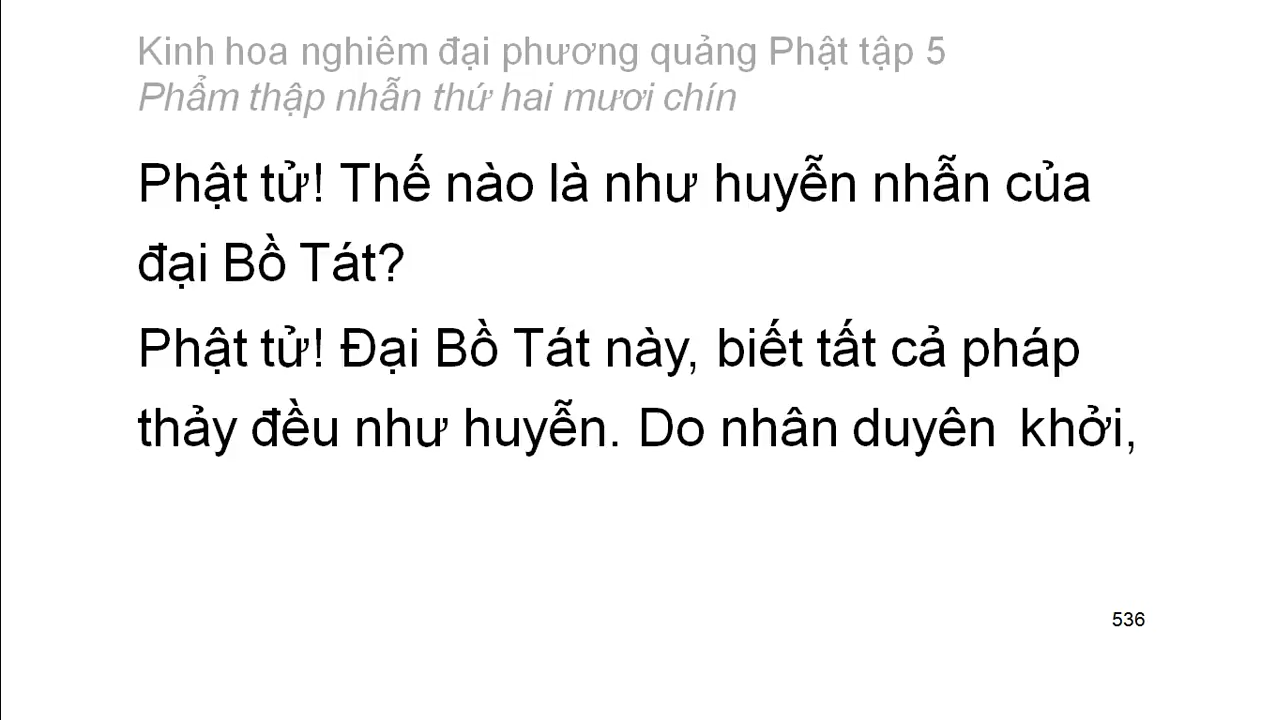 Kinh hoa nghiêm đại phương quảng Phật tập 5
Phẩm thập nhẫn thứ hai mươi chín
Phật tử! Thế nào là như huyễn nhẫn của
đại Bồ Tát?
Phật tử! Đại Bồ Tát này, biết tất cả pháp
thảy đều như huyễn. Do nhân duyên khởi,
536